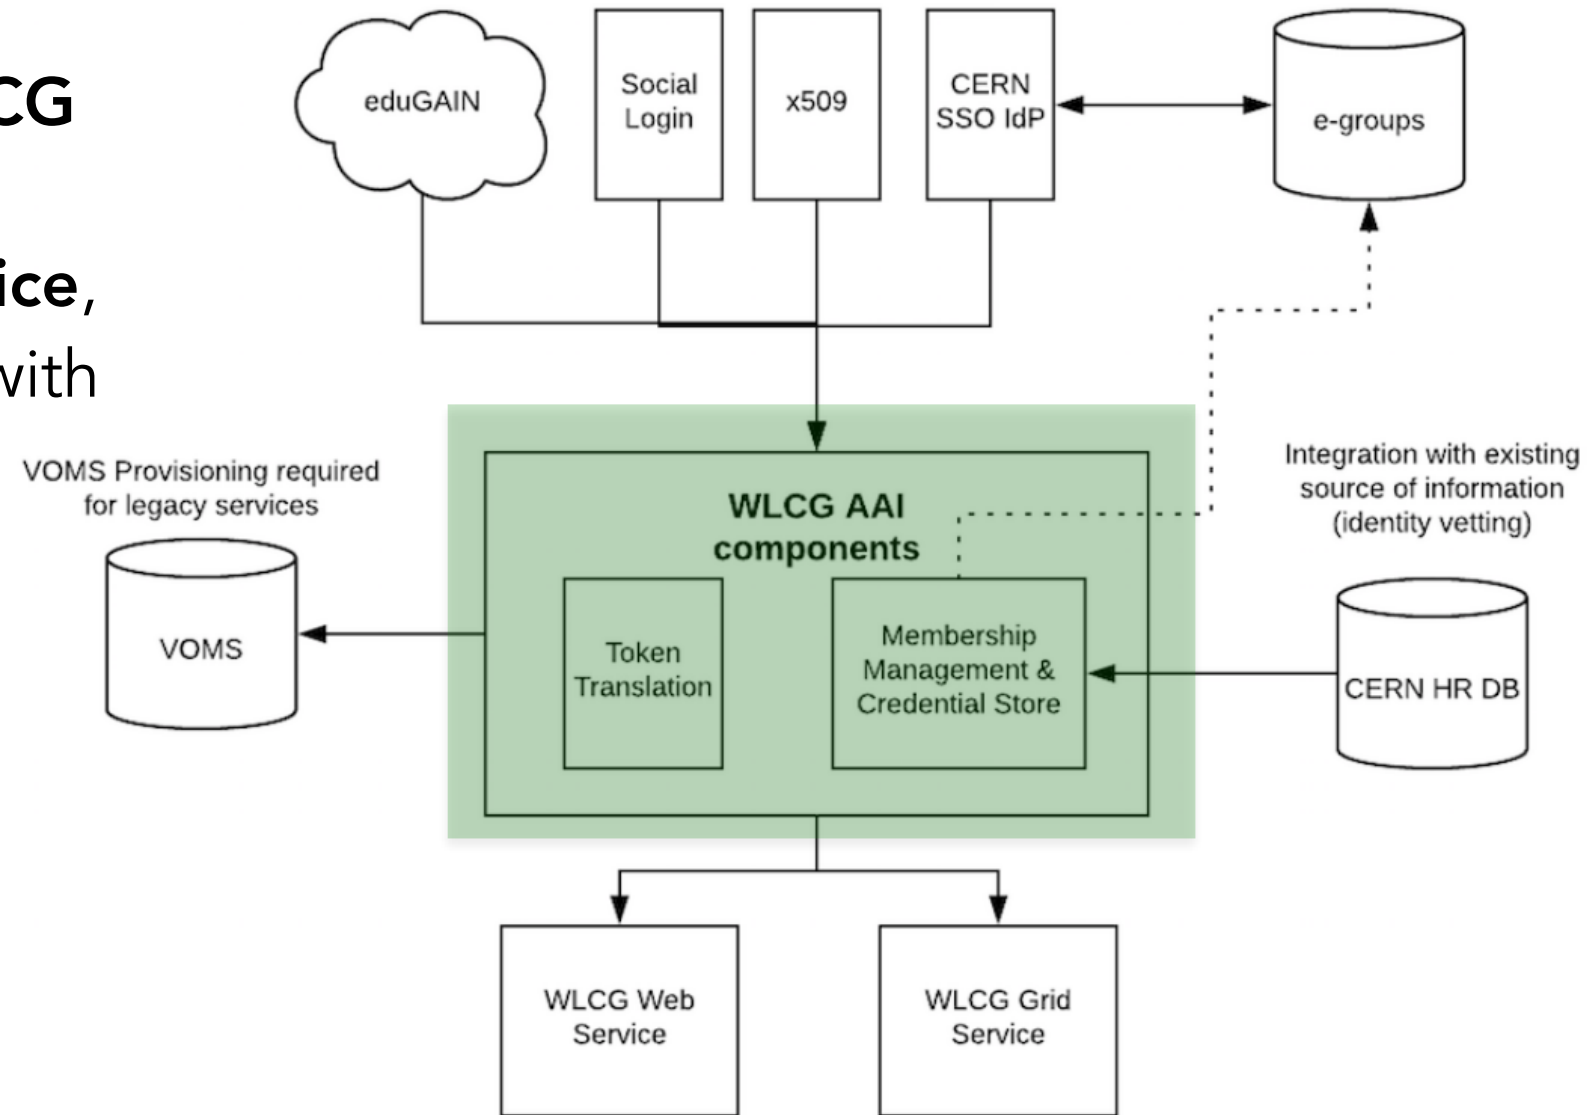 CG
ice,
with
eduGAIN
Social
Login
x509
CERN
SSO IdP
e-groups
VOMS Provisioning required
for legacy services
Integration with existing
source of information
(identity vetting)
WLCG AAI
components
VOMS
Token
Translation
Membership
Management &
Credential Store
CERN HR DB
WLCG Web
Service
WLCG Grid
Service